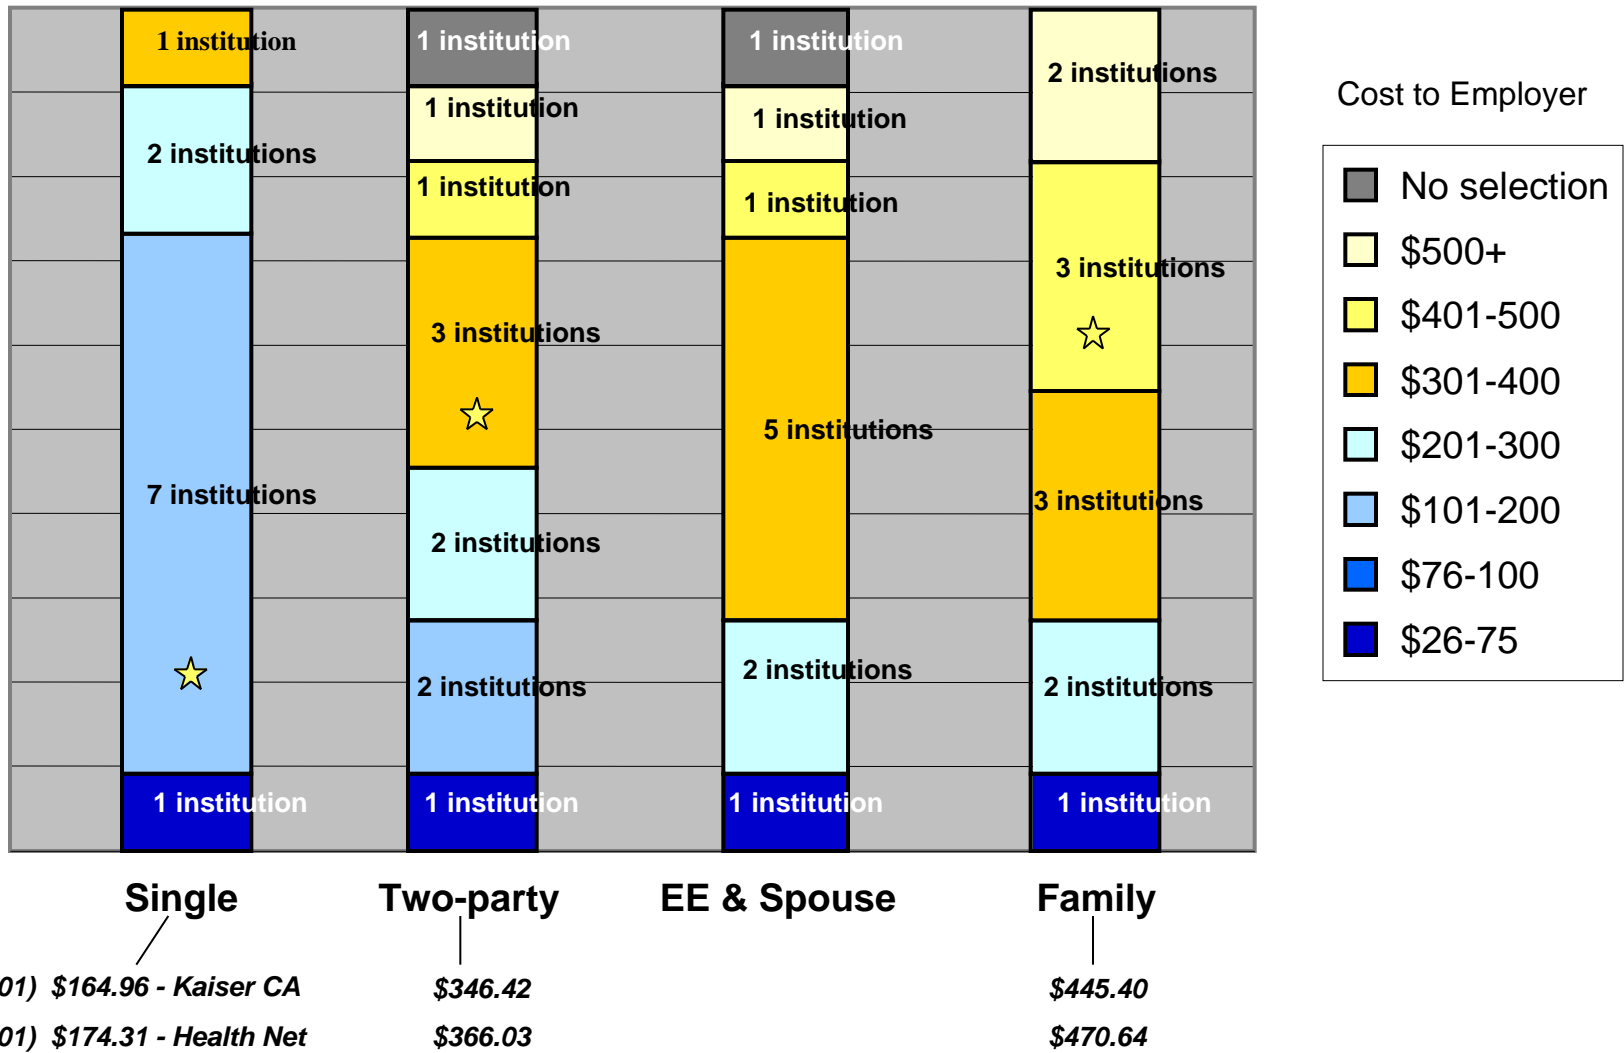 1 institution
2 institutions
7 institutions
1 institution
1 institution
1 institution
1 institution
3 institutions
2 institutions
2 institutions
1 institution
1 institution
1 institution
1 institution
5 institutions
2 institutions
1 institution
2 institutions
3 institutions
3 institutions
2 institutions
1 institution
Cost to Employer
No selection
$500+
$401-500
$301-400
$201-300
$101-200
$76-100
$26-75
Single Two-party EE & Spouse Family
01) $164.96 - Kaiser CA $346.42 $445.40
01) $174.31 - Health Net $366.03 $470.64